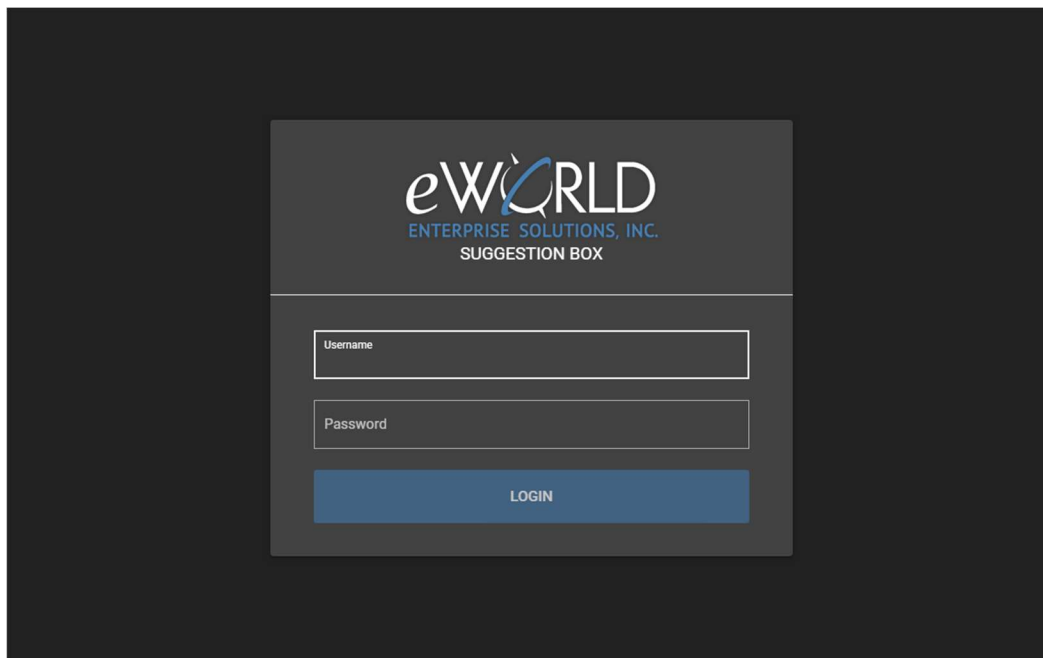 eWORLD
ENTERPRISE SOLUTIONS, INC.
SUGGESTION BOX
Username
Password
LOGIN